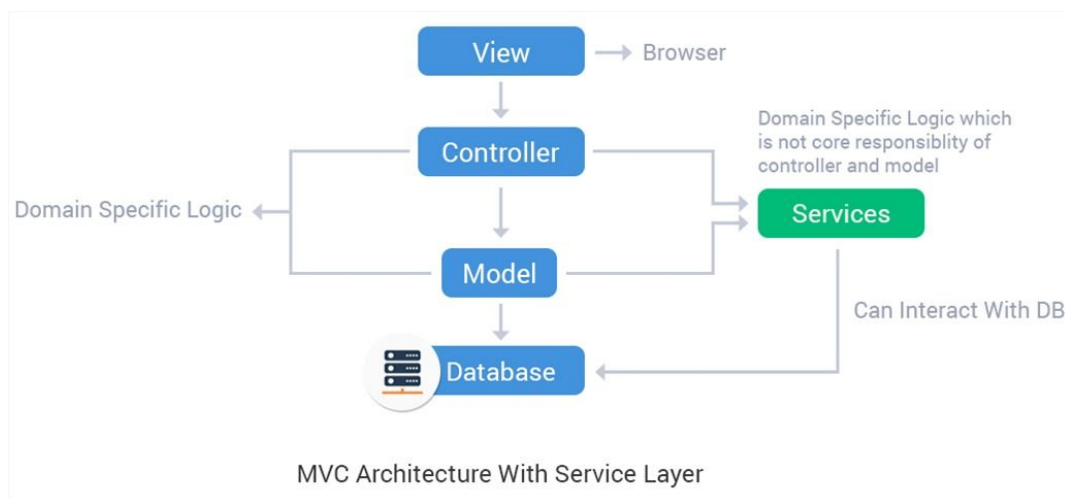 View
Browser
Domain Specific Logic which
is not core responsiblity of
controller and model
Controller
Domain Specific Logic
Services
Model
Can Interact With DB
Database
MVC Architecture With Service Layer